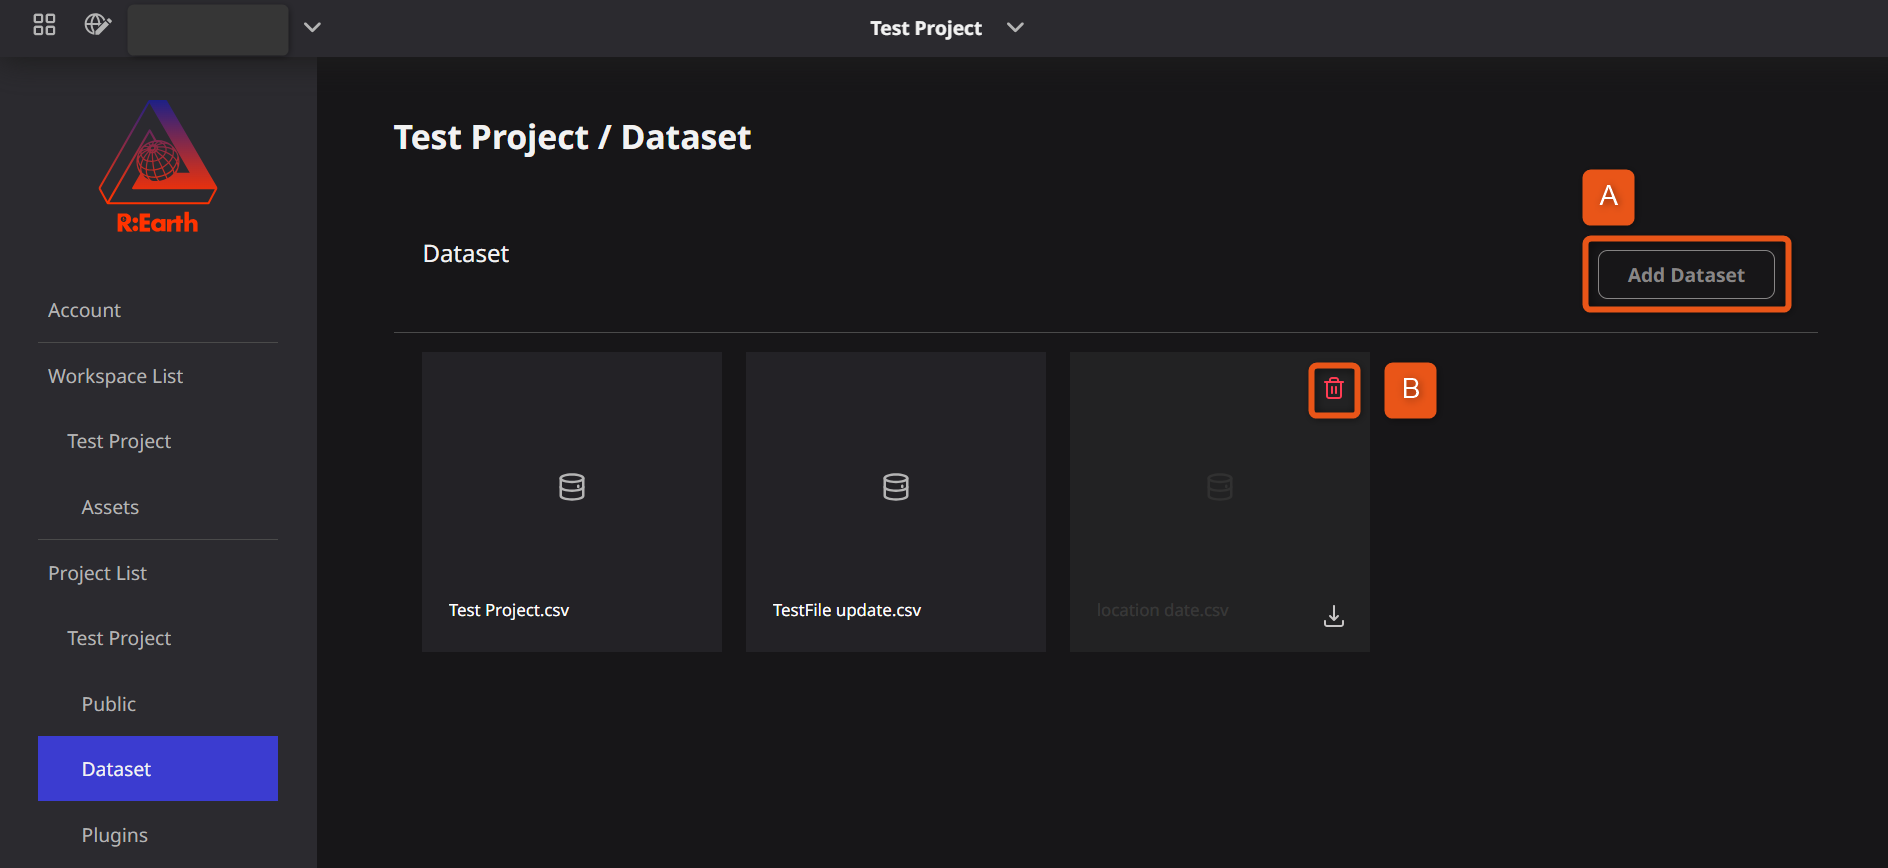 Test Project
R:Earth
Account
Workspace List
Test Project
Assets
Project List
Test Project
Public
Dataset
Plugins
Test Project / Dataset
Dataset
A
Add Dataset
B
Test Project.csv
TestFile update.csv
location date.csv